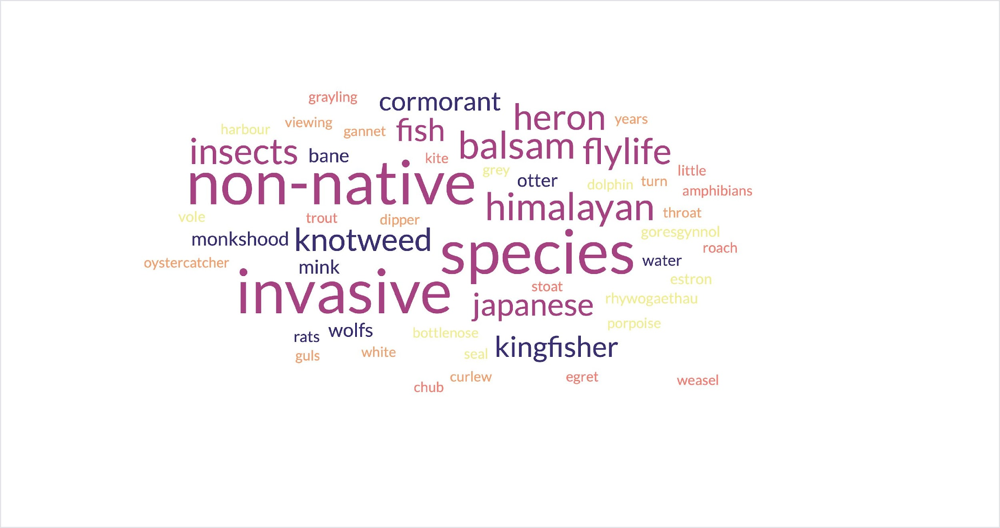 grayling
cormorant
heron
years
viewing
harbour
gannet
fish
balsam
flylife
insects
bane
kite
grey
little
non-native
otter
dolphin
turn
amphibians
himalayan
throat
vole
trout
dipper
goresgynnol
monkshood
knotweed
species
roach
water
oystercatcher
mink
estron
invasive
stoat
japanese
rhywogaethau
porpoise
rats
wolfs
bottlenose
kingfisher
guls
white
seal
curlew
egret
weasel
chub